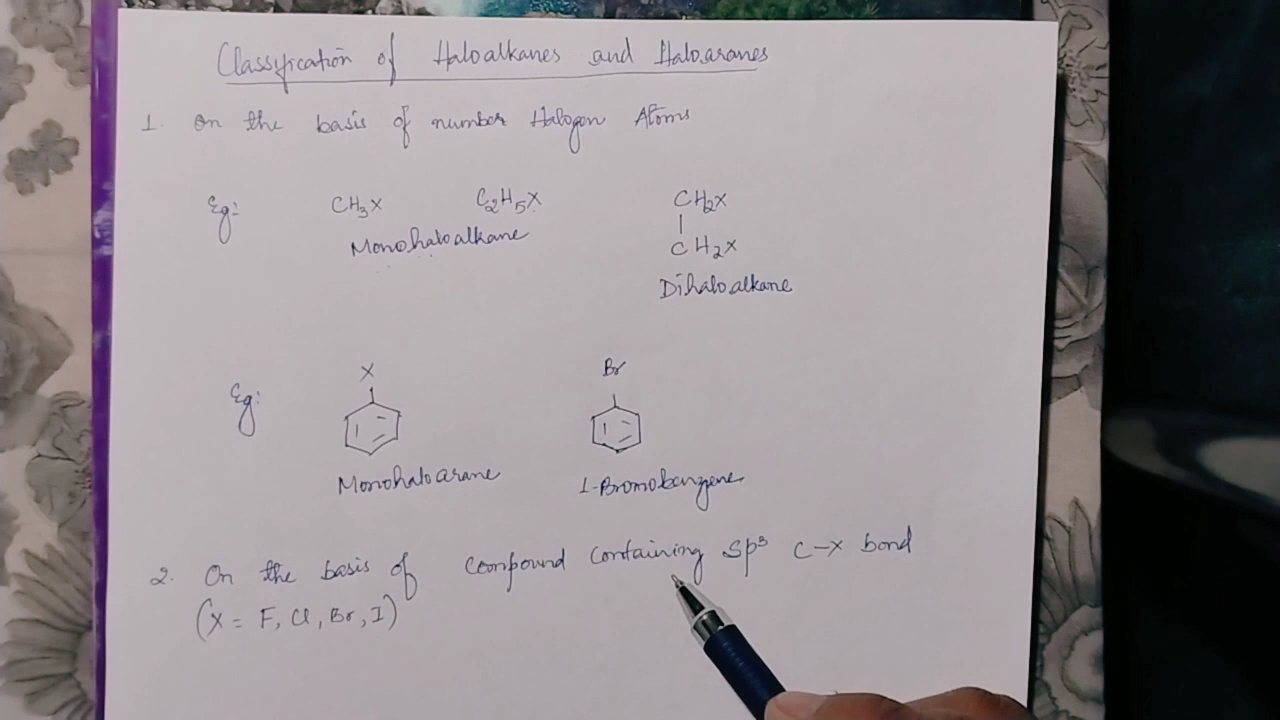 Classification of Haloalkanes and Haloaranes
1. On the basis of number Halogen Atoms
Eg: CH3X C2H5X CH2X
|
CH2X
Monohaloalkane
Dihaloalkane
Eg: X Br
Monohaloarane 1-Bromobenzene
2. On the basis of compound containing Sp³ C-X bond
(X = F, Cl, Br, I)